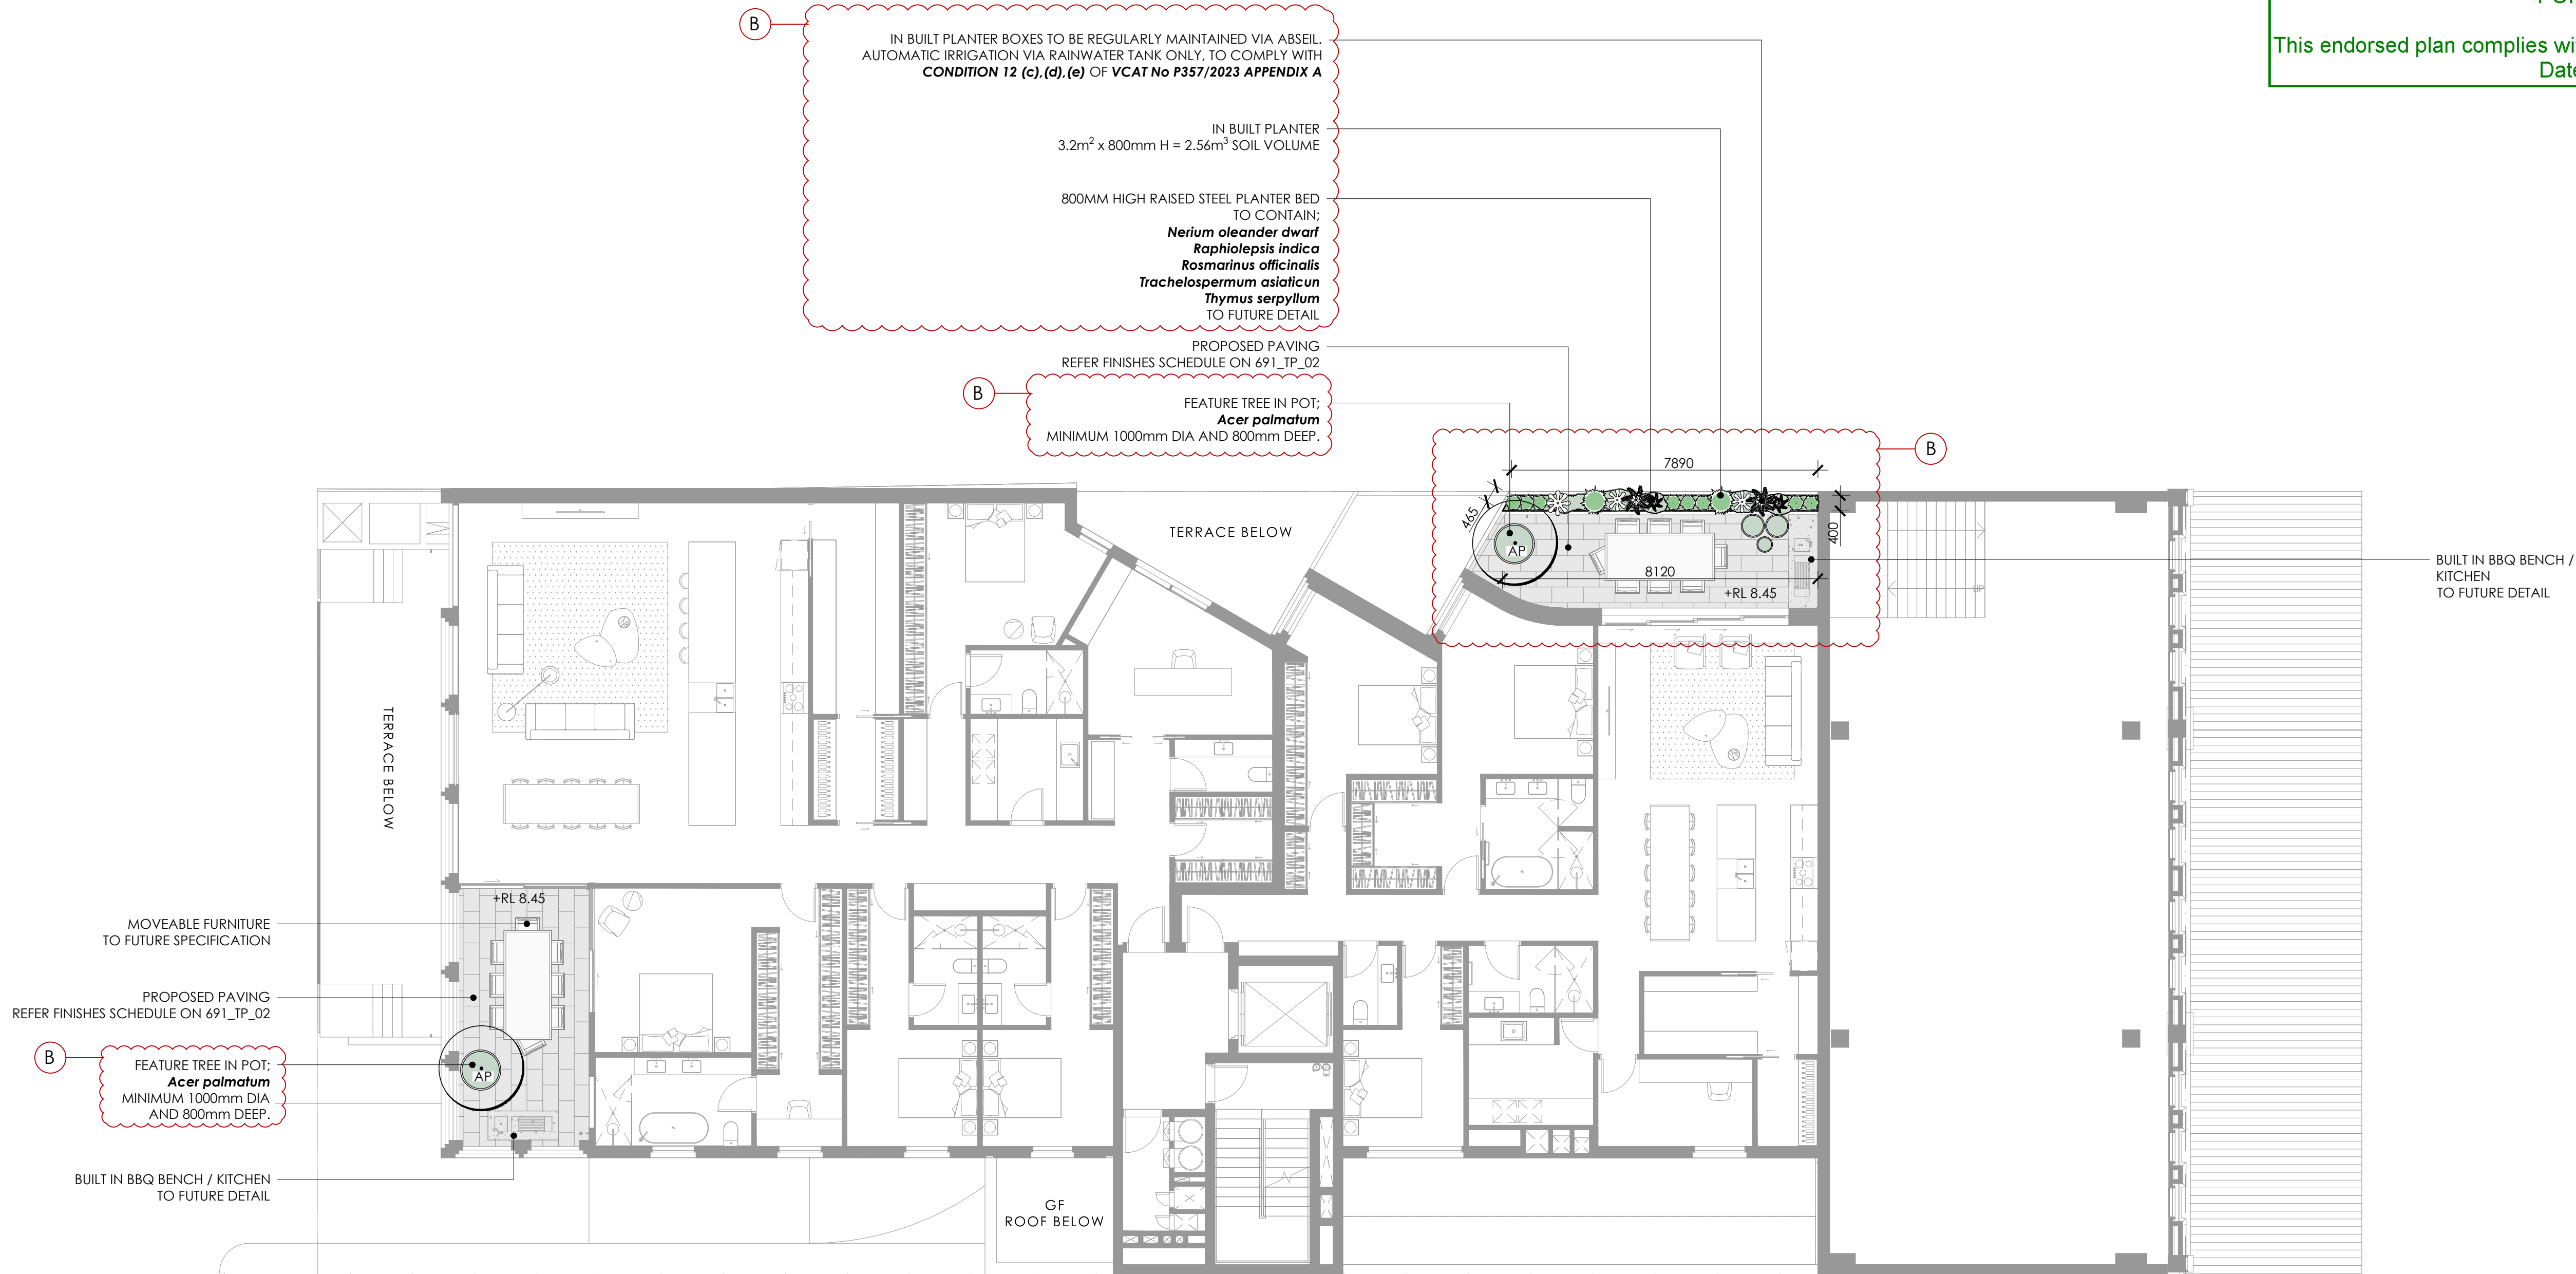 B
IN BUILT PLANTER BOXES TO BE REGULARLY MAINTAINED VIA ABSEIL.
AUTOMATIC IRRIGATION VIA RAINWATER TANK ONLY, TO COMPLY WITH
CONDITION 12 (c),(d),(e) OF VCAT No P357/2023 APPENDIX A
IN BUILT PLANTER
3.2m² x 800mm H = 2.56m³ SOIL VOLUME
800MM HIGH RAISED STEEL PLANTER BED
TO CONTAIN;
Nerium oleander dwarf
Raphiolepsis indica
Rosmarinus officinalis
Trachelospermum asiaticun
Thymus serpyllum
TO FUTURE DETAIL
PROPOSED PAVING
REFER FINISHES SCHEDULE ON 691_TP_02
B
FEATURE TREE IN POT;
Acer palmatum
MINIMUM 1000mm DIA AND 800mm DEEP.
This endorsed plan complies wi
Date
B
7890
465
400
AP
8120
+RL 8.45
TERRACE BELOW
BUILT IN BBQ BENCH /
KITCHEN
TO FUTURE DETAIL
UP
TERRACE BELOW
+RL 8.45
MOVEABLE FURNITURE
TO FUTURE SPECIFICATION
PROPOSED PAVING
REFER FINISHES SCHEDULE ON 691_TP_02
B
FEATURE TREE IN POT;
Acer palmatum
MINIMUM 1000mm DIA
AND 800mm DEEP.
AP
BUILT IN BBQ BENCH / KITCHEN
TO FUTURE DETAIL
GF
ROOF BELOW